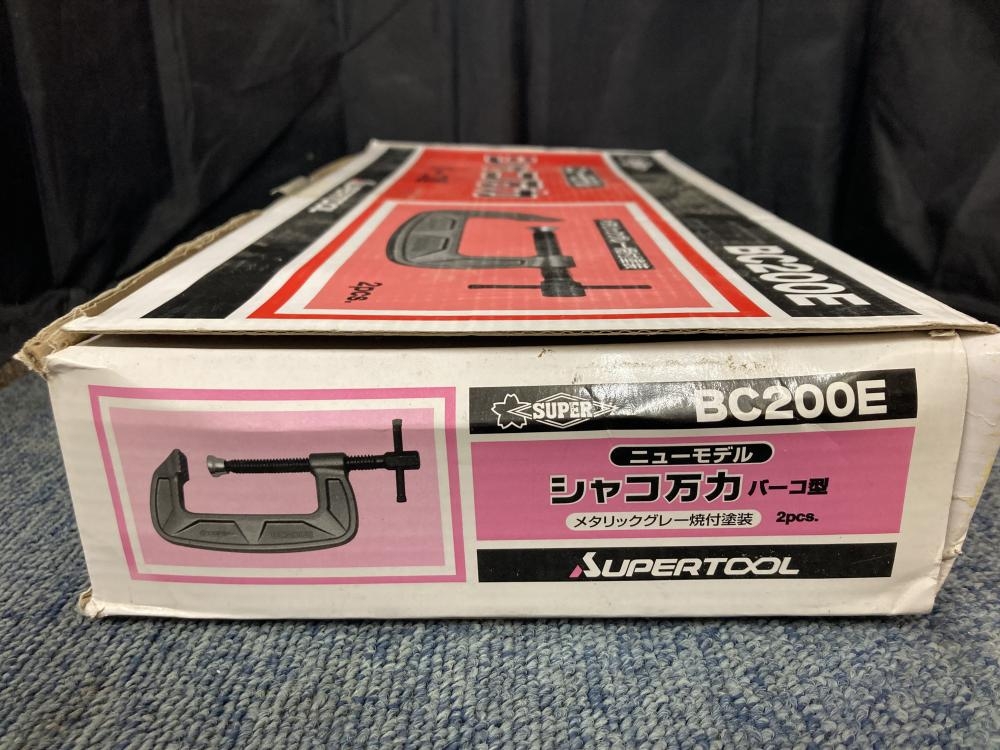 BC200E
2pcs.
SUPER
BC200E
ニューモデル
シャコ万力 バーコ型
メタリックグレー焼付塗装 2pcs.
SUPERTOOL